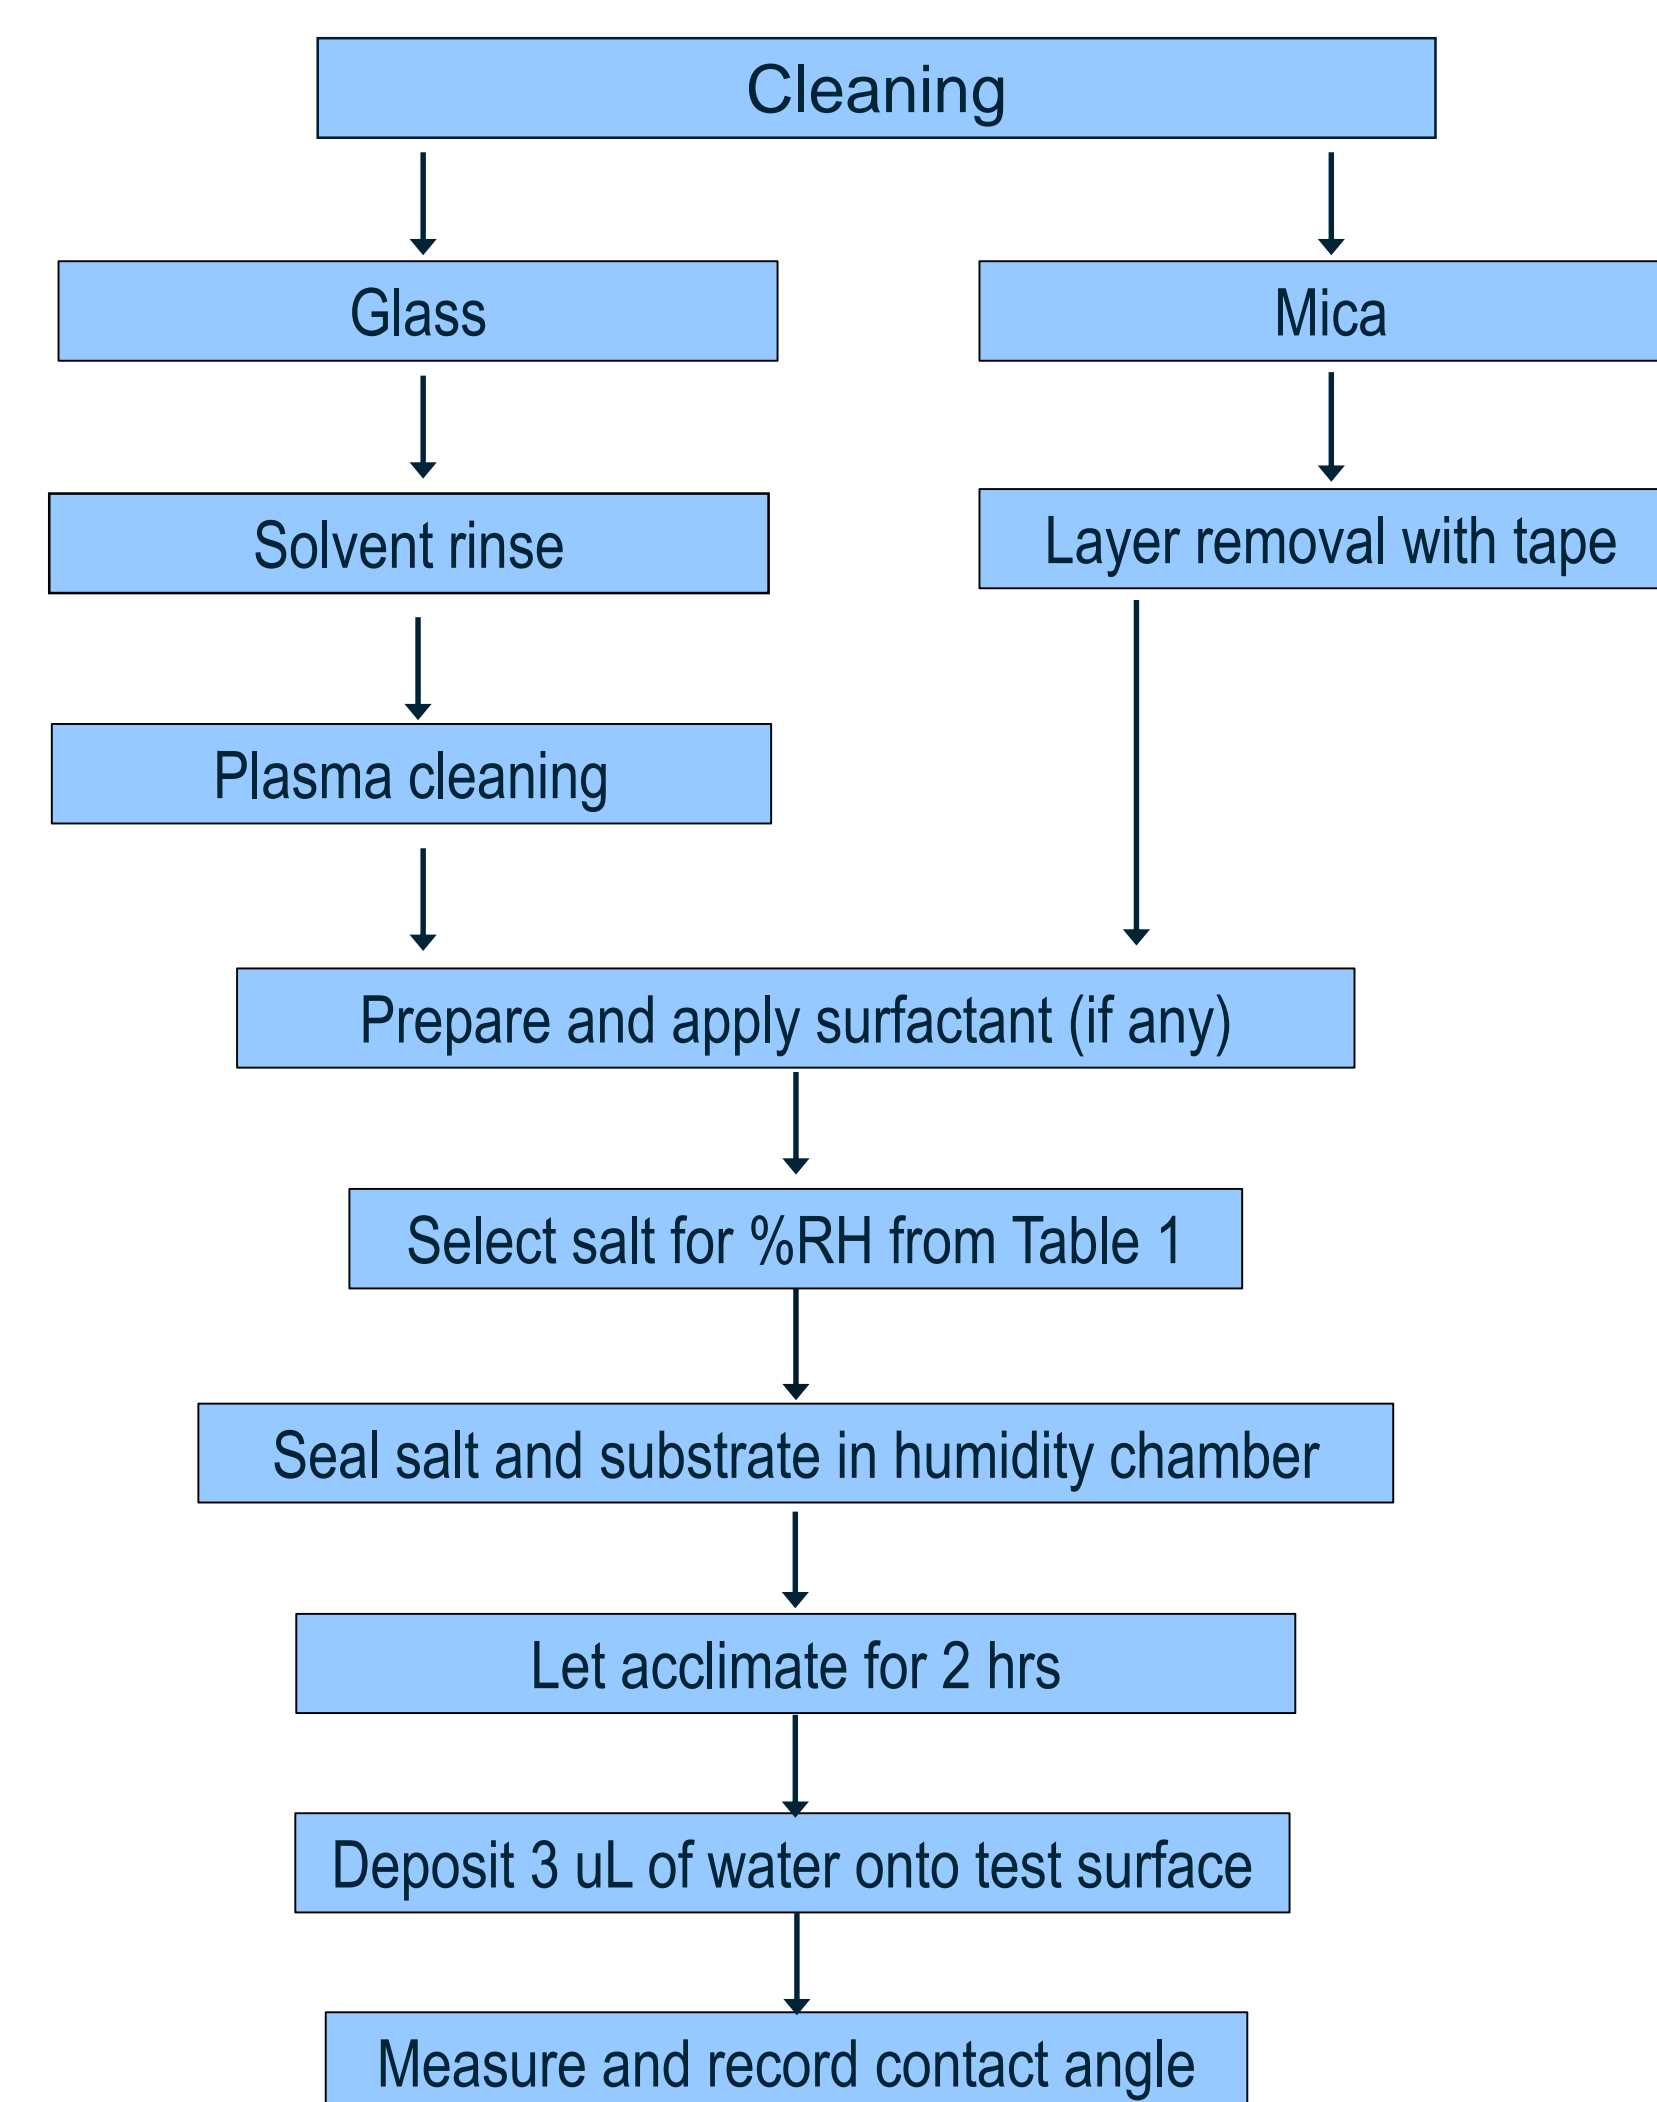 Cleaning
Glass
Mica
Solvent rinse
Layer removal with tape
Plasma cleaning
Prepare and apply surfactant (if any)
Select salt for %RH from Table 1
Seal salt and substrate in humidity chamber
Let acclimate for 2 hrs
Deposit 3 uL of water onto test surface
Measure and record contact angle